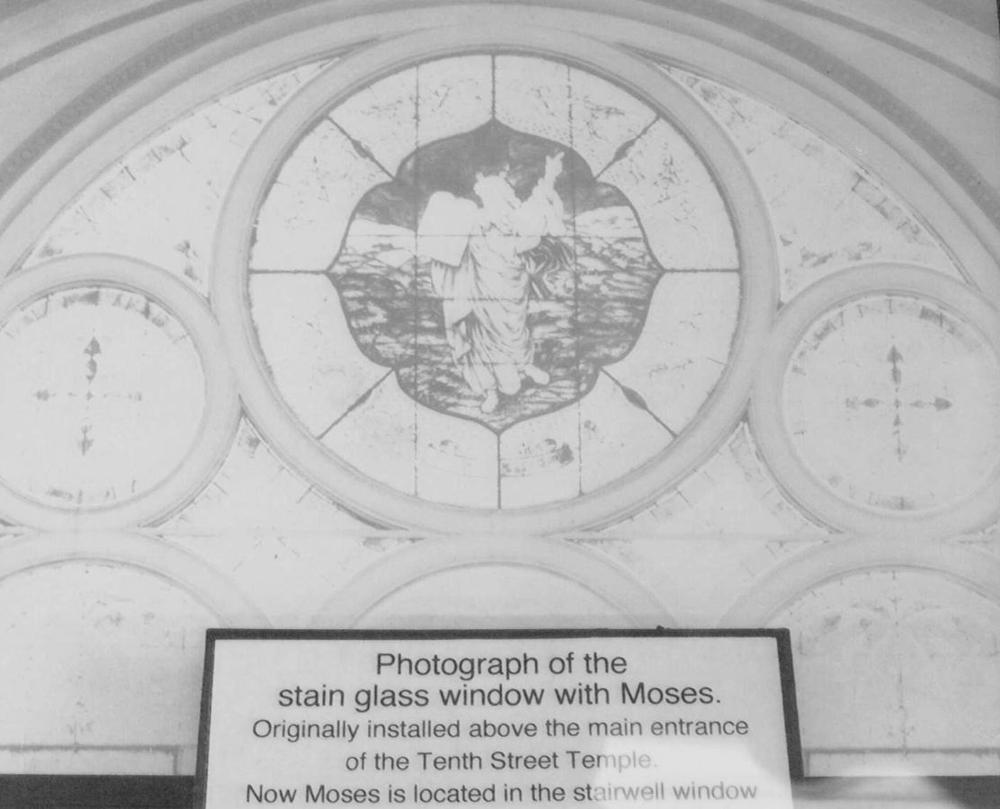 Photograph of the
stain glass window with Moses.
Originally installed above the main entrance
of the Tenth Street Temple.
Now Moses is located in the stairwell window